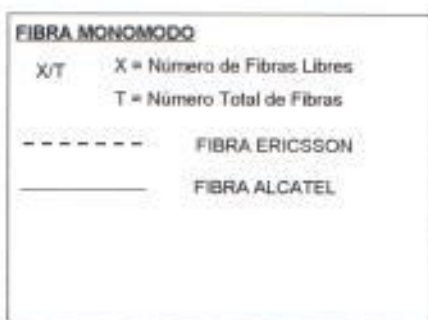 FIBRA MONOMODO
X/T X = Número de Fibras Libres
T = Número Total de Fibras
FIBRA ERICSSON
FIBRA ALCATEL